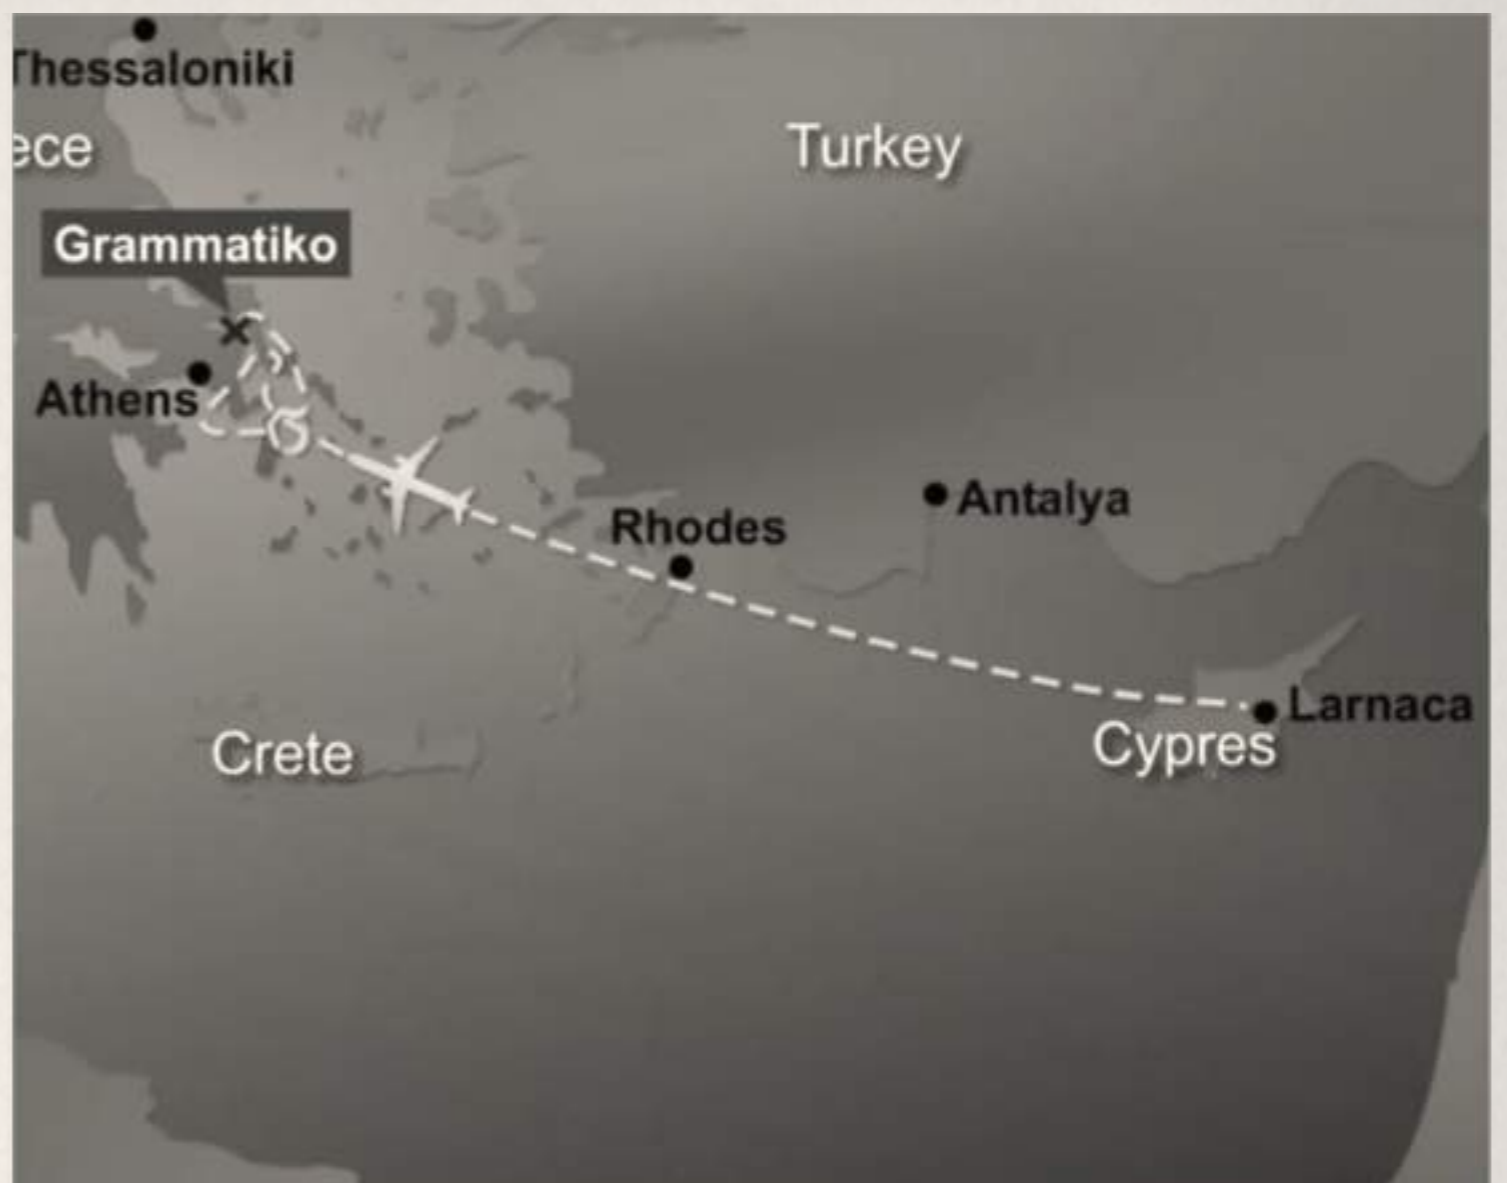 Thessaloniki
ece
Turkey
Grammatiko
Athens
Rhodes
Antalya
Larnaca
Cypres
Crete